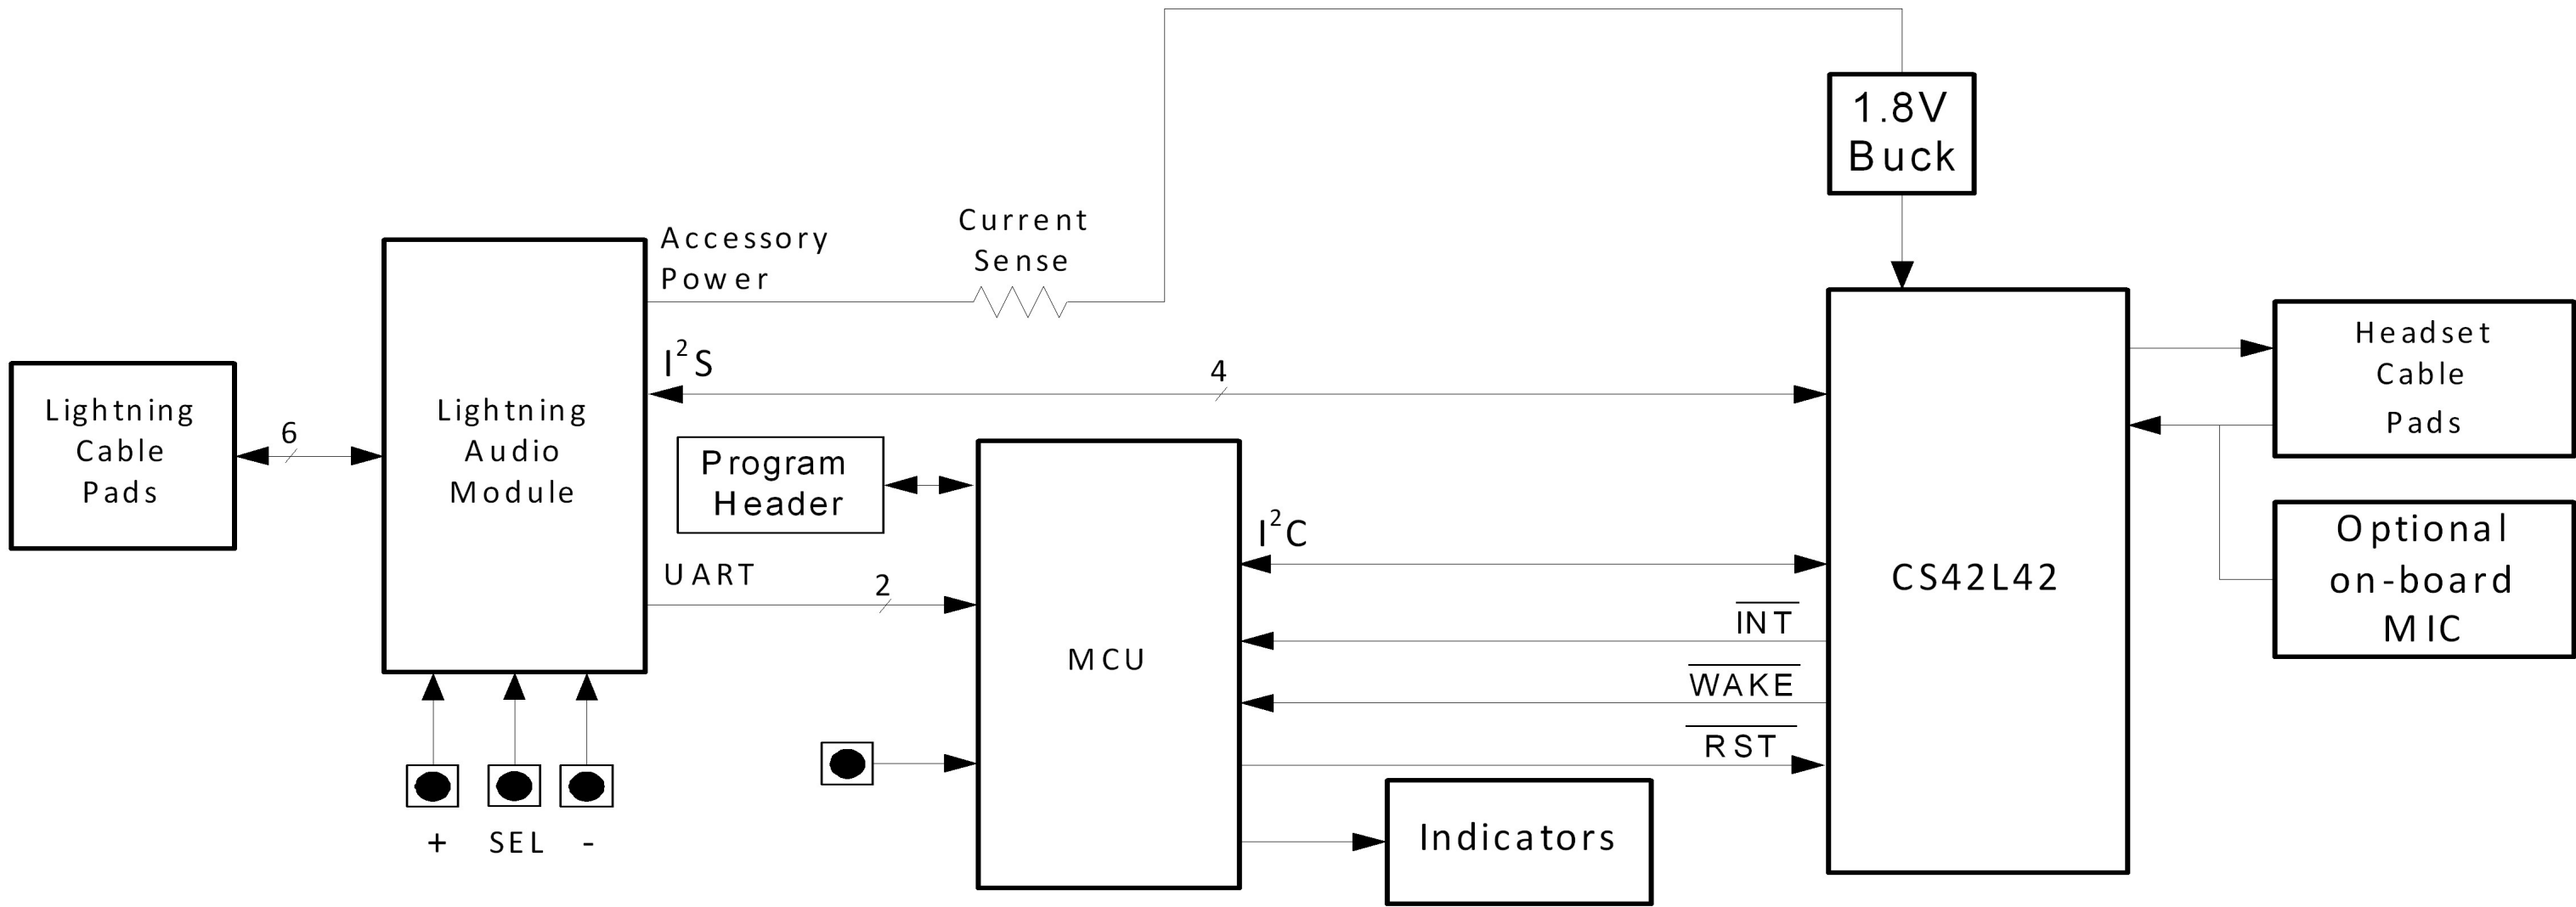 1.8V
Buck
Accessory
Power
Current
Sense
I²S
4
Lightning
Cable
Pads
6
Lightning
Audio
Module
Program
Header
UART
2
MCU
I²C
INT
WAKE
RST
CS42L42
Headset
Cable
Pads
Optional
on-board
MIC
Indicators
+
SEL
-